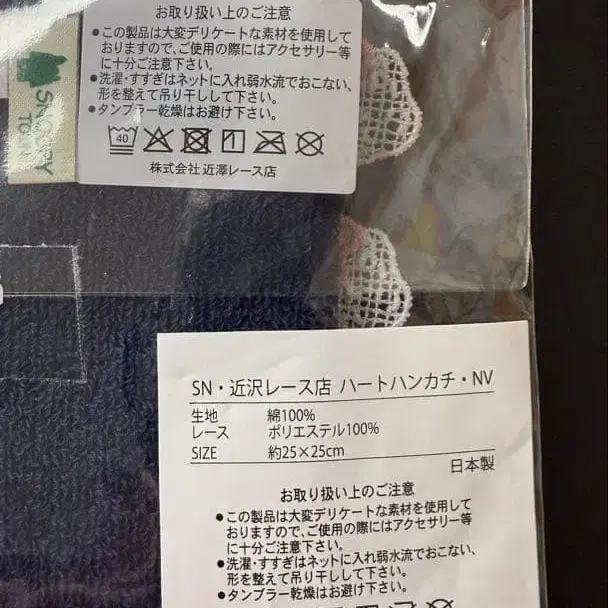 お取り扱い上のご注意
●この製品は大変デリケートな素材を使用して
おりますので、ご使用の際にはアクセサリー等
に十分ご注意下さい。
●洗濯・すすぎはネットに入れ弱水流でおこない、
形を整えて吊り干しして下さい。
●タンブラー乾燥はお避け下さい。
40
1
株式会社 近澤レース店
SNOOPY
SN・近沢レース店 ハートハンカチ・NV
生地 綿100%
レース ポリエステル100%
SIZE 約25×25cm
日本製
お取り扱い上のご注意
●この製品は大変デリケートな素材を使用して
おりますので、ご使用の際にはアクセサリー等
に十分ご注意下さい。
●洗濯・すすぎはネットに入れ弱水流でおこない、
形を整えて吊り干しして下さい。
●タンブラー乾燥はお避け下さい。